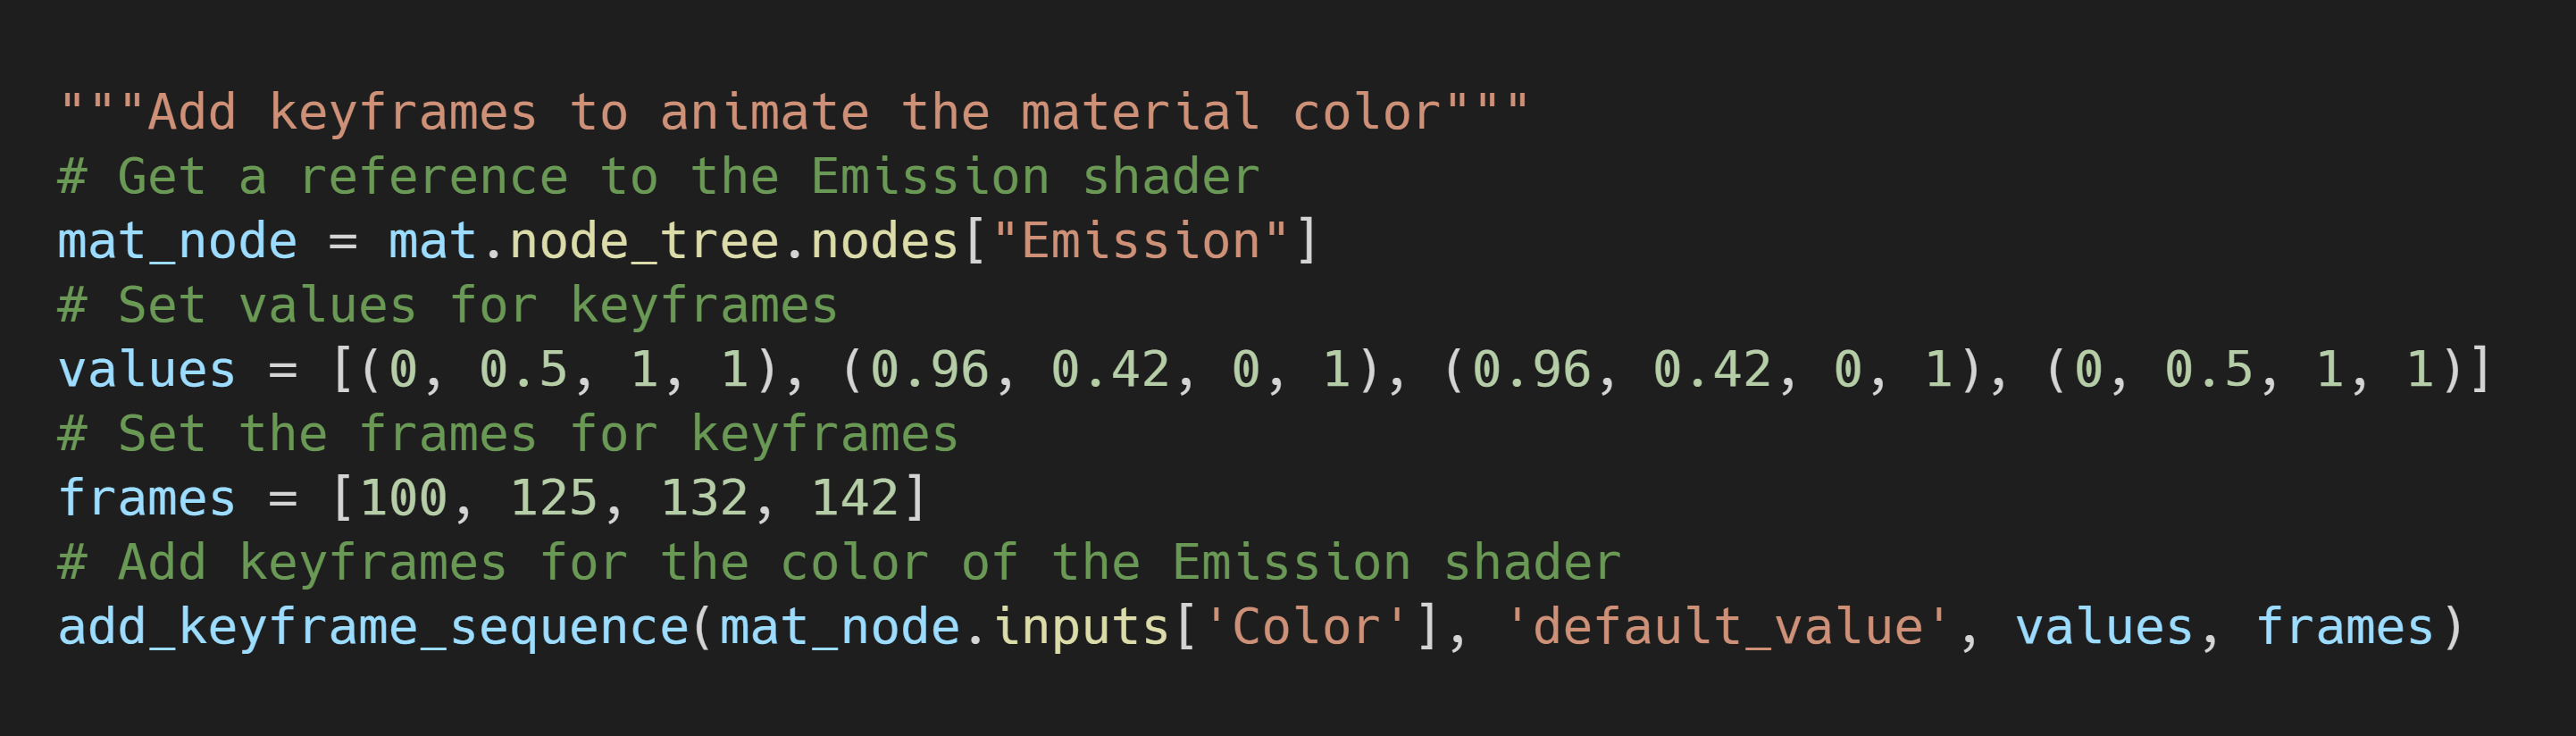 """Add keyframes to animate the material color"""
# Get a reference to the Emission shader
mat_node = mat.node_tree.nodes["Emission"]
# Set values for keyframes
values = [(0, 0.5, 1, 1), (0.96, 0.42, 0, 1), (0.96, 0.42, 0, 1), (0, 0.5, 1, 1)]
# Set the frames for keyframes
frames = [100, 125, 132, 142]
# Add keyframes for the color of the Emission shader
add_keyframe_sequence(mat_node.inputs['Color'], 'default_value', values, frames)